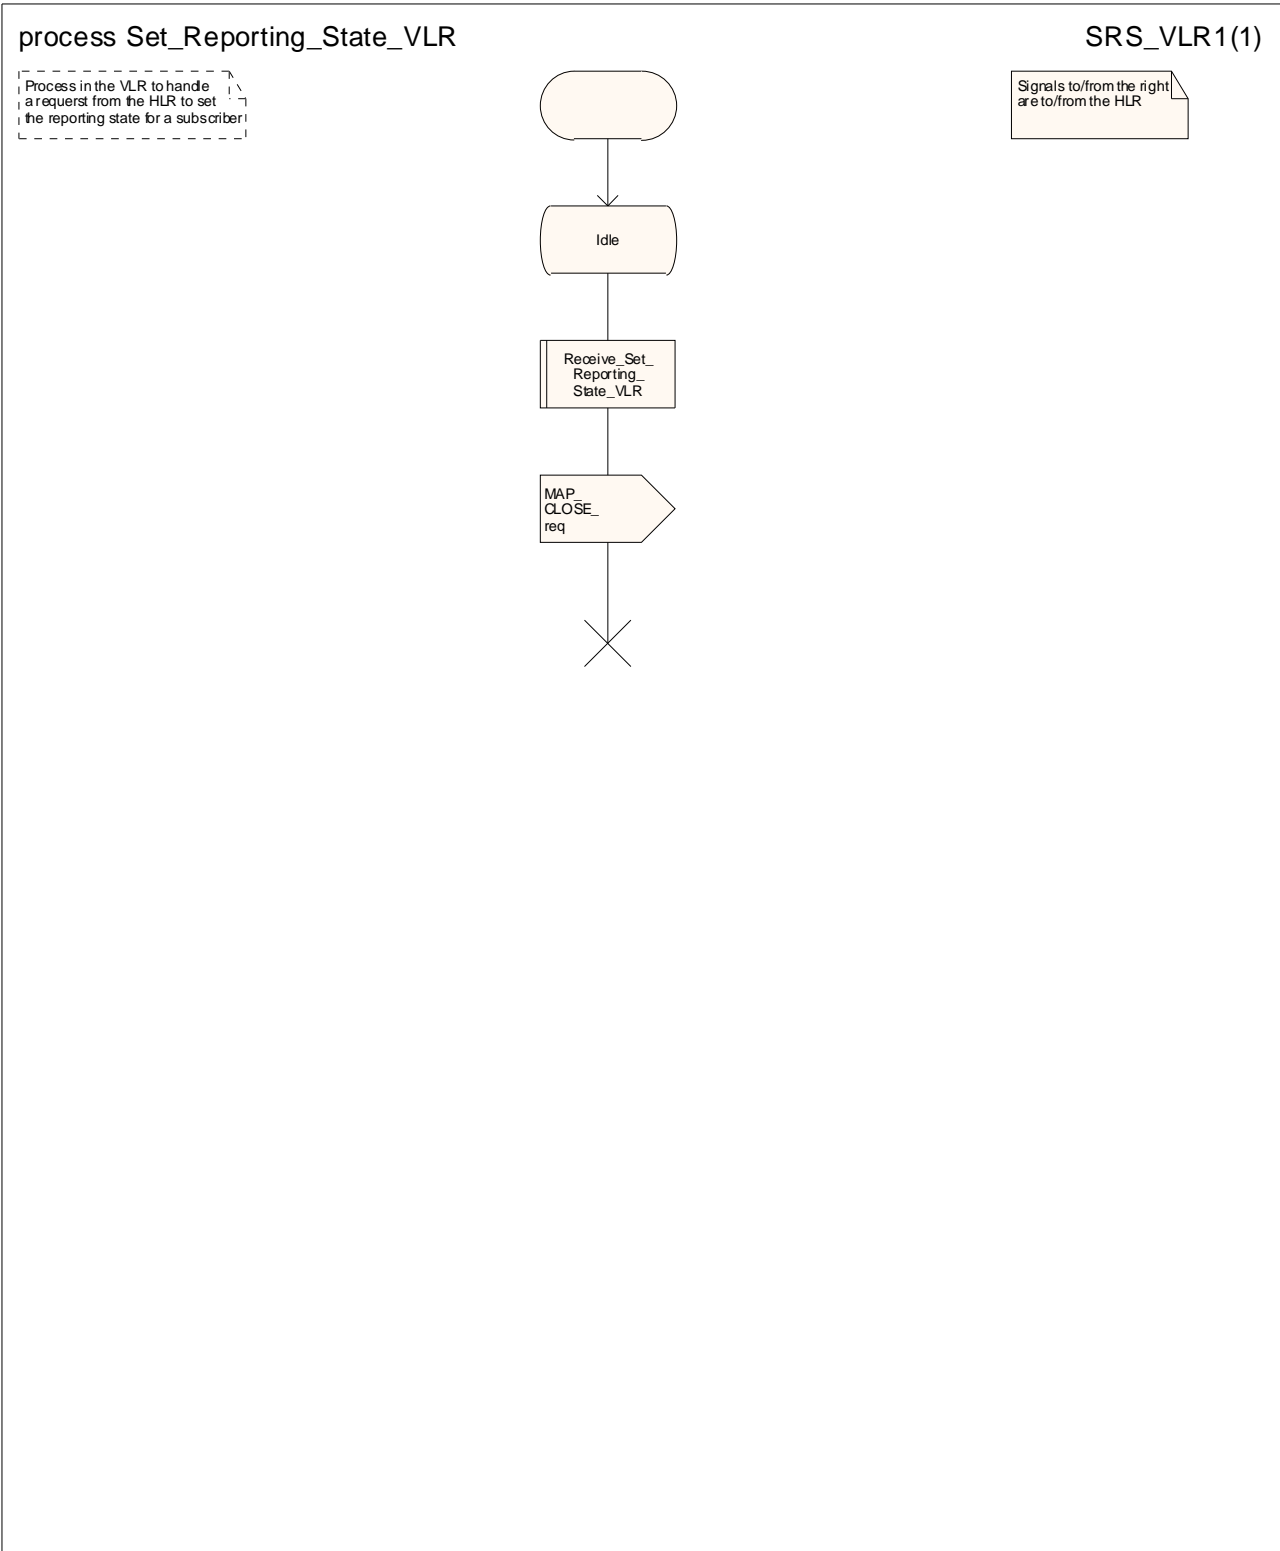 process Set_Reporting_State_VLR
SRS_VLR1(1)
Process in the VLR to handle
a requerst from the HLR to set
the reporting state for a subscriber
Signals to/from the right
are to/from the HLR
Idle
Receive_Set_
Reporting_
State_VLR
MAP_
CLOSE_
req